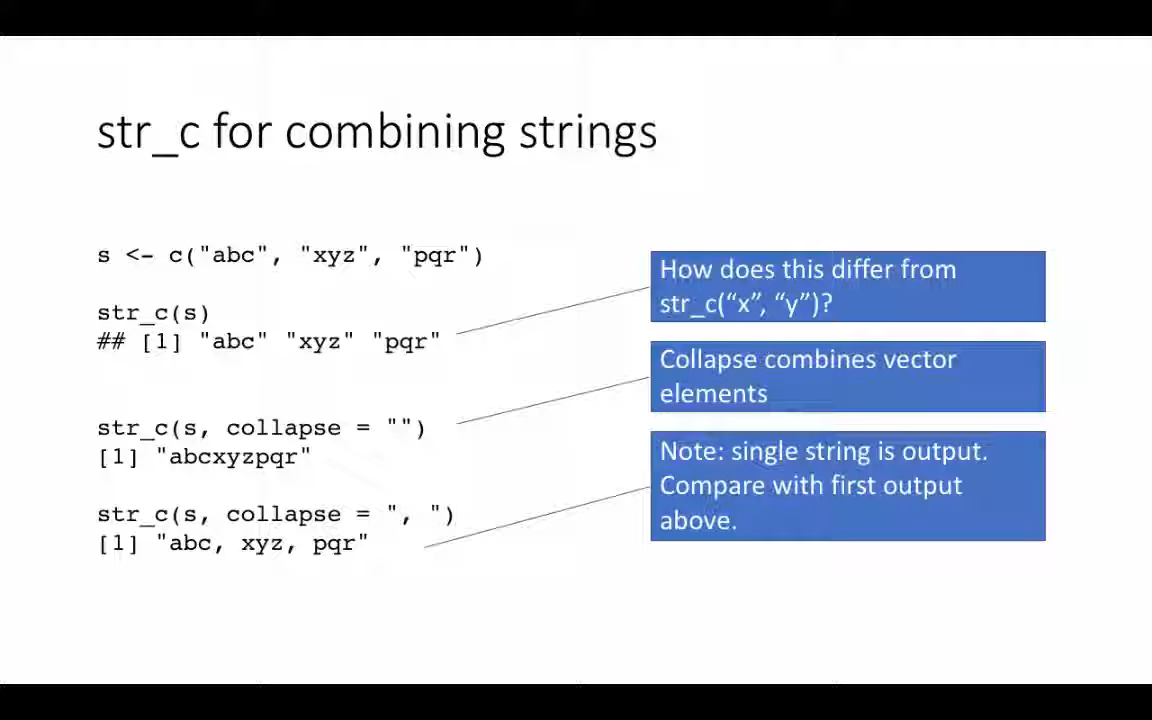 str_c for combining strings
s <- c("abc", "xyz", "pqr")
str_c(s)
## [1] "abc" "xyz" "pqr"
str_c(s, collapse = "")
[1] "abcxyzpqr"
str_c(s, collapse = ", ")
[1] "abc, xyz, pqr"
How does this differ from
str_c(“x”, “y”)?
Collapse combines vector
elements
Note: single string is output.
Compare with first output
above.